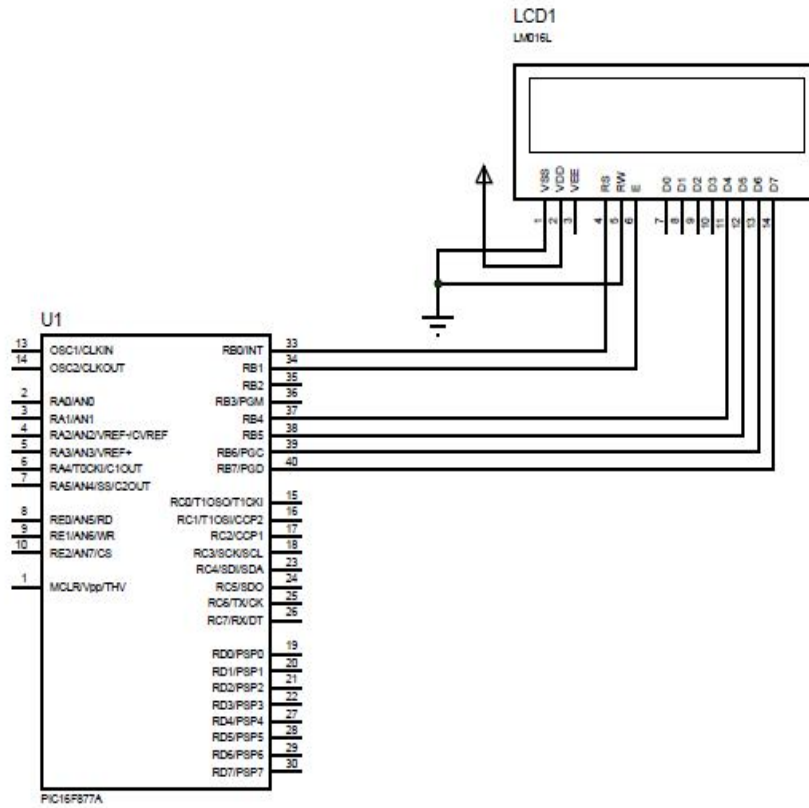 LCD1
LM016L
VSS
VDD
VEE
RS
RW
E
D0
D1
D2
D3
D4
D5
D6
D7
1
2
3
4
5
6
7
8
9
10
11
12
13
14
U1
13 OSC1/CLKIN RB0/INT 33
14 OSC2/CLKOUT RB1 34
RB2 35
2 RA0/AN0 RB3/PGM 36
3 RA1/AN1 RB4 37
4 RA2/AN2/VREF-/CVREF RB5 38
5 RA3/AN3/VREF+ RB6/PGC 39
6 RA4/T0CKI/C1OUT RB7/PGD 40
7 RA5/AN4/SS/C2OUT
RC0/T1OSO/T1CKI 15
8 RE0/AN5/RD RC1/T1OSI/CCP2 16
9 RE1/AN6/WR RC2/CCP1 17
10 RE2/AN7/CS RC3/SCK/SCL 18
RC4/SDI/SDA 23
1 MCLR/Vpp/THV RC5/SDO 24
RC6/TX/CK 25
RC7/RX/DT 26
RD0/PSP0 19
RD1/PSP1 20
RD2/PSP2 21
RD3/PSP3 22
RD4/PSP4 27
RD5/PSP5 28
RD6/PSP6 29
RD7/PSP7 30
PIC16F877A